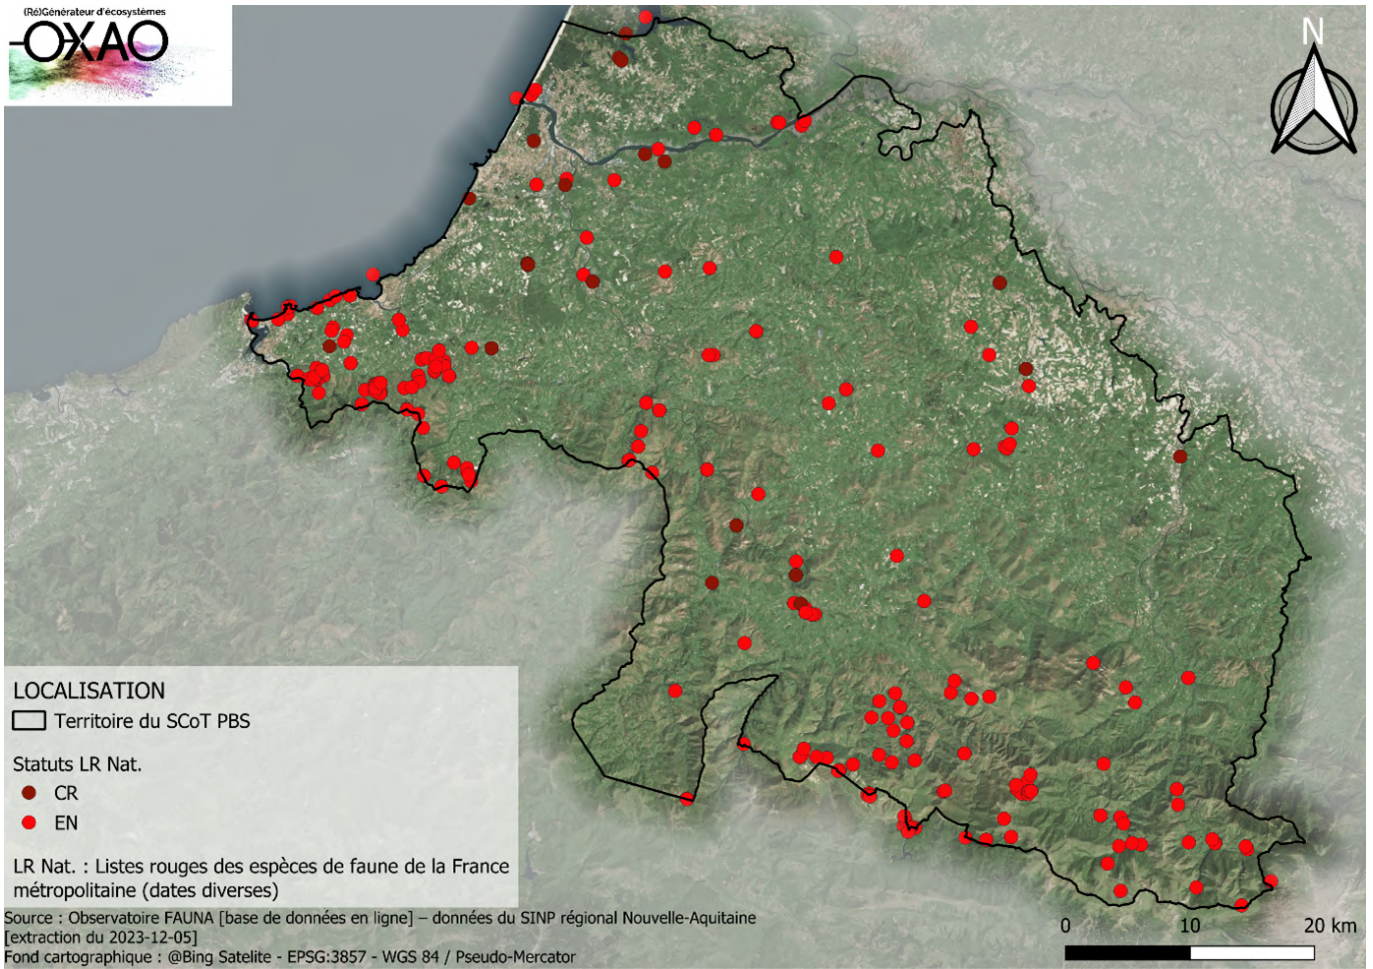 (Ré)Générateur d'écosystèmes
OXAO
N
LOCALISATION
Territoire du SCoT PBS
Statuts LR Nat.
CR
EN
LR Nat. : Listes rouges des espèces de faune de la France
métropolitaine (dates diverses)
Source : Observatoire FAUNA [base de données en ligne] – données du SINP régional Nouvelle-Aquitaine
[extraction du 2023-12-05]
Fond cartographique : @Bing Satelite - EPSG:3857 - WGS 84 / Pseudo-Mercator
0 10 20 km